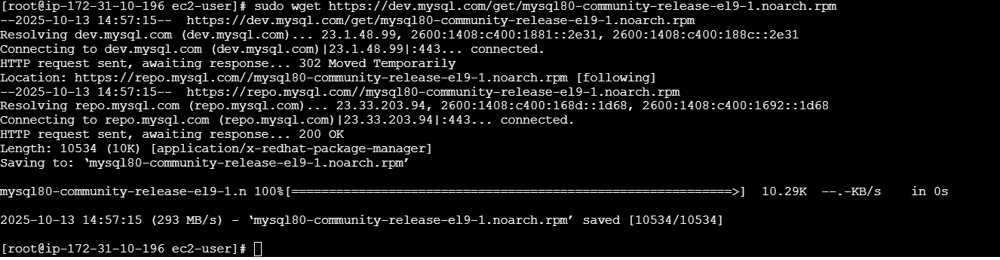 [root@ip-172-31-10-196 ec2-user]# sudo wget https://dev.mysql.com/get/mysql80-community-release-el9-1.noarch.rpm
--2025-10-13 14:57:15--  https://dev.mysql.com/get/mysql80-community-release-el9-1.noarch.rpm
Resolving dev.mysql.com (dev.mysql.com)... 23.1.48.99, 2600:1408:c400:1881::2e31, 2600:1408:c400:188c::2e31
Connecting to dev.mysql.com (dev.mysql.com)|23.1.48.99|:443... connected.
HTTP request sent, awaiting response... 302 Moved Temporarily
Location: https://repo.mysql.com//mysql80-community-release-el9-1.noarch.rpm [following]
--2025-10-13 14:57:15--  https://repo.mysql.com//mysql80-community-release-el9-1.noarch.rpm
Resolving repo.mysql.com (repo.mysql.com)... 23.33.203.94, 2600:1408:c400:168d::1d68, 2600:1408:c400:1692::1d68
Connecting to repo.mysql.com (repo.mysql.com)|23.33.203.94|:443... connected.
HTTP request sent, awaiting response... 200 OK
Length: 10534 (10K) [application/x-redhat-package-manager]
Saving to: ‘mysql80-community-release-el9-1.noarch.rpm’
mysql80-community-release-el9-1.n 100%[===========================================================>]  10.29K  --.-KB/s    in 0s
2025-10-13 14:57:15 (293 MB/s) - ‘mysql80-community-release-el9-1.noarch.rpm’ saved [10534/10534]
[root@ip-172-31-10-196 ec2-user]#